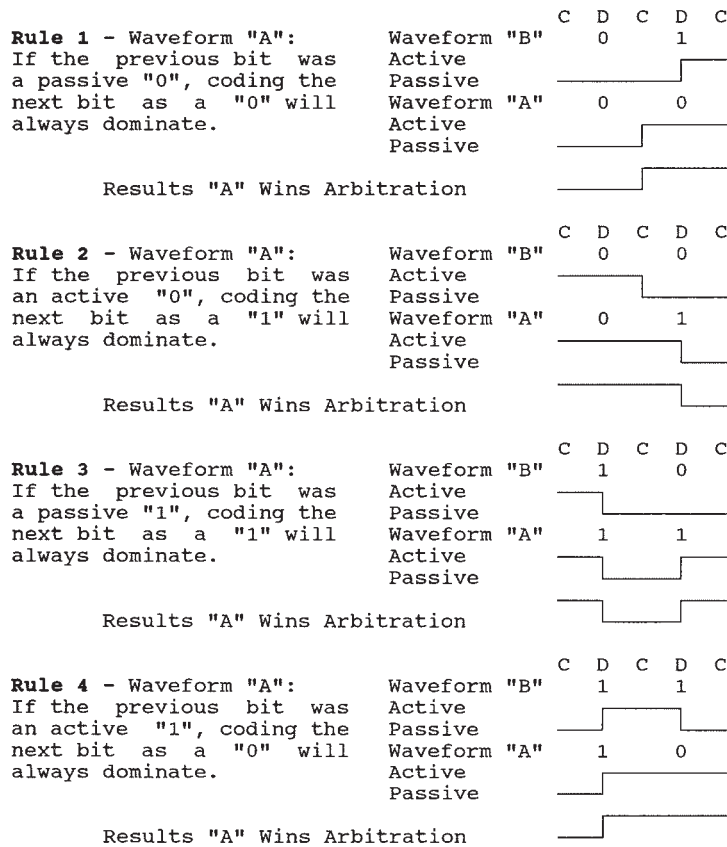 C D C D C
Rule 1 - Waveform "A": Waveform "B" 0 1
If the previous bit was Active
a passive "0", coding the Passive
next bit as a "0" will Waveform "A" 0 0
always dominate. Active
Passive
Results "A" Wins Arbitration
C D C D C
Rule 2 - Waveform "A": Waveform "B" 0 0
If the previous bit was Active
an active "0", coding the Passive
next bit as a "1" will Waveform "A" 0 1
always dominate. Active
Passive
Results "A" Wins Arbitration
C D C D C
Rule 3 - Waveform "A": Waveform "B" 1 0
If the previous bit was Active
a passive "1", coding the Passive
next bit as a "1" will Waveform "A" 1 1
always dominate. Active
Passive
Results "A" Wins Arbitration
C D C D C
Rule 4 - Waveform "A": Waveform "B" 1 1
If the previous bit was Active
an active "1", coding the Passive
next bit as a "0" will Waveform "A" 1 0
always dominate. Active
Passive
Results "A" Wins Arbitration